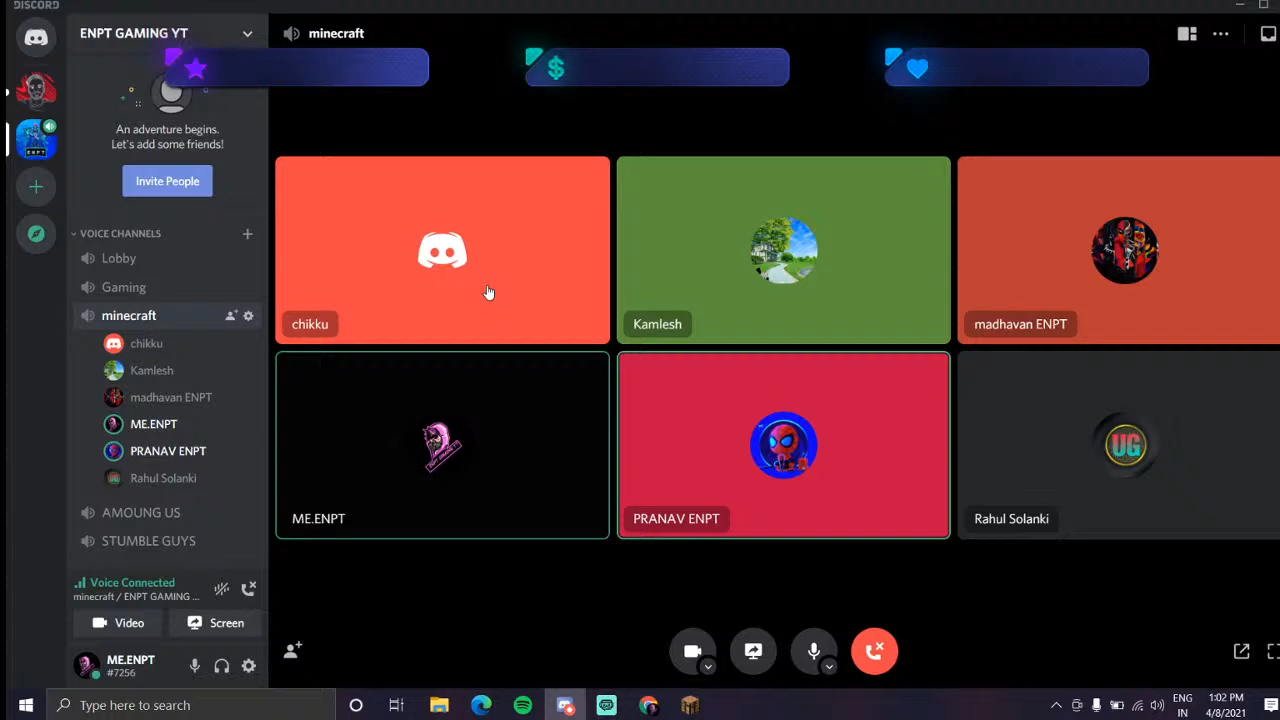 DISCORD
ENPT GAMING YT
minecraft
ENPT
An adventure begins.
Let's add some friends!
Invite People
VOICE CHANNELS
Lobby
Gaming
minecraft
chikku
Kamlesh
madhavan ENPT
ME.ENPT
PRANAV ENPT
Rahul Solanki
AMOUNG US
STUMBLE GUYS
Voice Connected
minecraft / ENPT GAMING ...
Video
Screen
ME.ENPT
#7256
chikku
Kamlesh
madhavan ENPT
ME.ENPT
PRANAV ENPT
UG
Rahul Solanki
Type here to search
ENG
IN
1:02 PM
4/8/2021